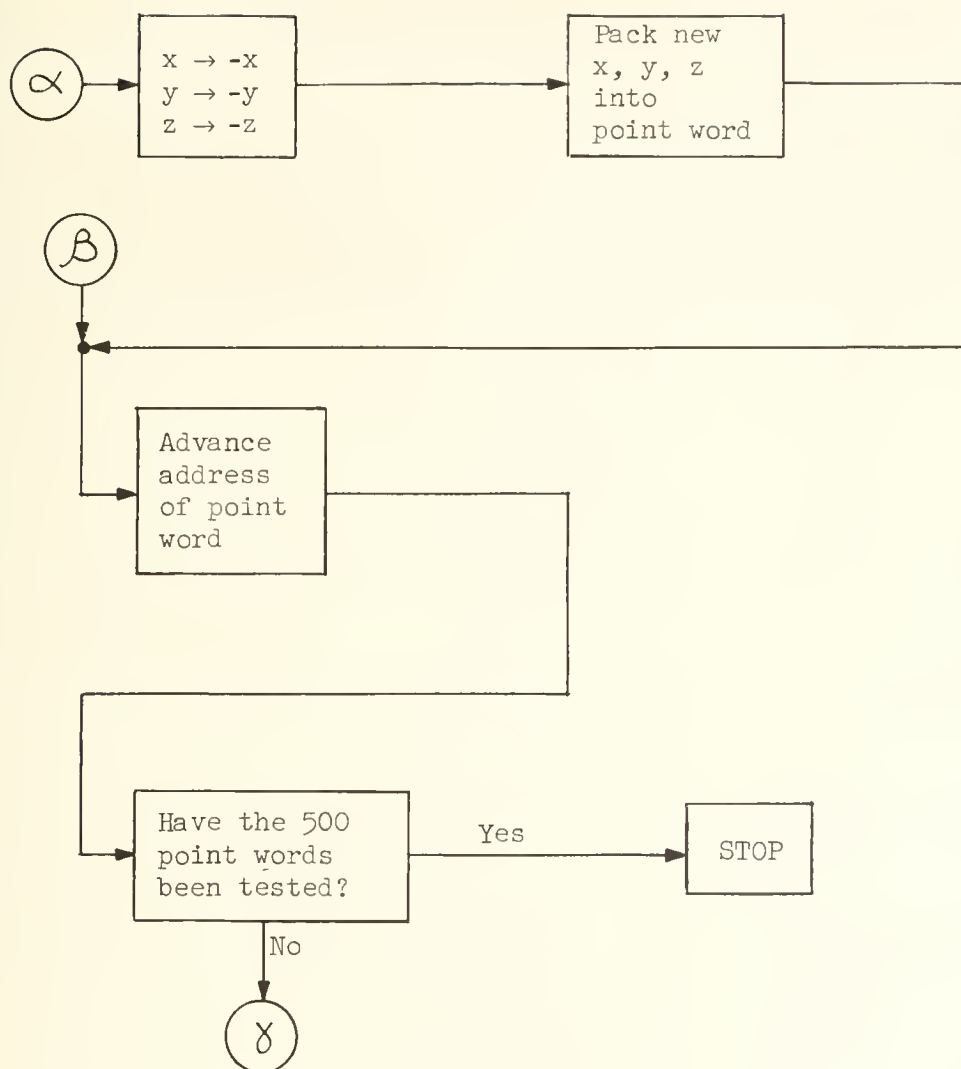 α
x → -x
y → -y
z → -z
Pack new
x, y, z
into
point word
β
Advance
address
of point
word
Have the 500
point words
been tested?
Yes
STOP
No
γ